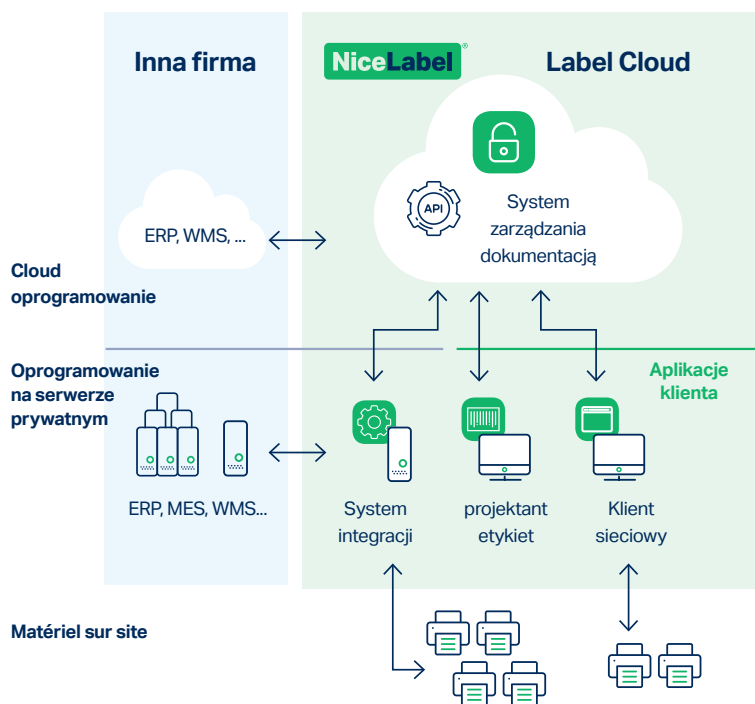 Inna firma
NiceLabel®
Label Cloud
API
System
zarządzania
dokumentacją
ERP, WMS, ...
Cloud
oprogramowanie
Oprogramowanie
na serwerze
prywatnym
Aplikacje
klienta
ERP, MES, WMS...
System
integracji
projektant
etykiet
Klient
sieciowy
Matériel sur site